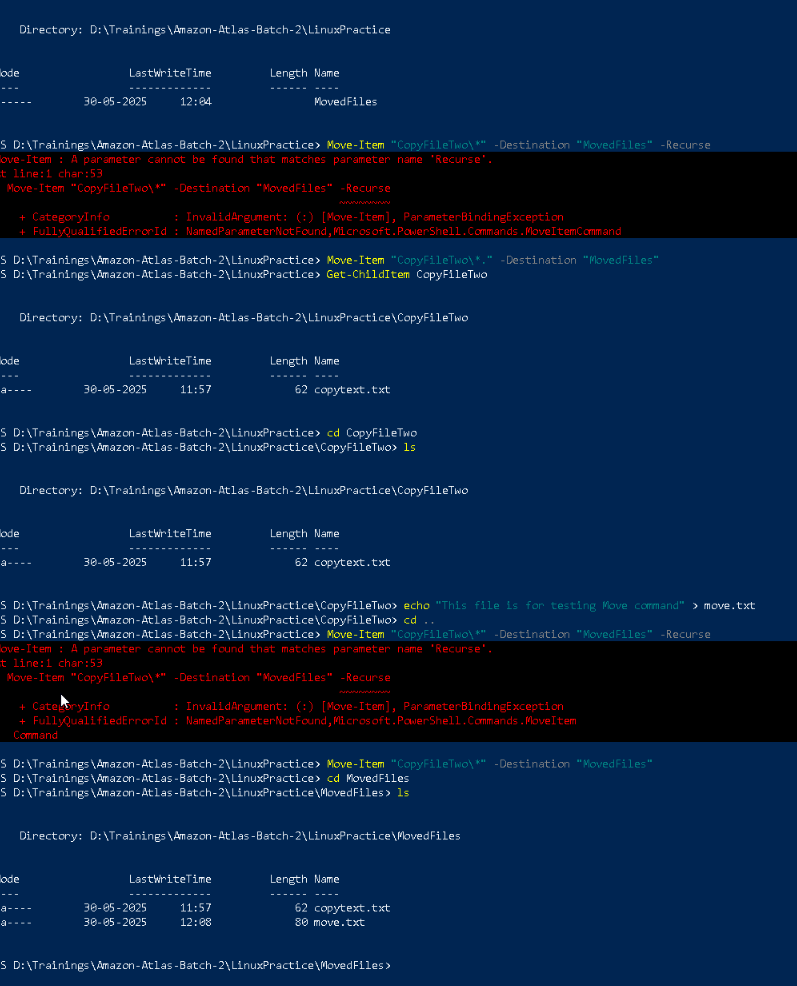 Directory: D:\Trainings\Amazon-Atlas-Batch-2\LinuxPractice
ode LastWriteTime Length Name
--- ------------- ------ ----
----- 30-05-2025 12:04 MovedFiles
S D:\Trainings\Amazon-Atlas-Batch-2\LinuxPractice> Move-Item "CopyFileTwo\*" -Destination "MovedFiles" -Recurse
ove-Item : A parameter cannot be found that matches parameter name 'Recurse'.
t line:1 char:53
Move-Item "CopyFileTwo\*" -Destination "MovedFiles" -Recurse
~~~~~~~~
+ CategoryInfo : InvalidArgument: (:) [Move-Item], ParameterBindingException
+ FullyQualifiedErrorId : NamedParameterNotFound,Microsoft.PowerShell.Commands.MoveItemCommand
S D:\Trainings\Amazon-Atlas-Batch-2\LinuxPractice> Move-Item "CopyFileTwo\*." -Destination "MovedFiles"
S D:\Trainings\Amazon-Atlas-Batch-2\LinuxPractice> Get-ChildItem CopyFileTwo
Directory: D:\Trainings\Amazon-Atlas-Batch-2\LinuxPractice\CopyFileTwo
ode LastWriteTime Length Name
--- ------------- ------ ----
a---- 30-05-2025 11:57 62 copytext.txt
S D:\Trainings\Amazon-Atlas-Batch-2\LinuxPractice> cd CopyFileTwo
S D:\Trainings\Amazon-Atlas-Batch-2\LinuxPractice\CopyFileTwo> ls
Directory: D:\Trainings\Amazon-Atlas-Batch-2\LinuxPractice\CopyFileTwo
ode LastWriteTime Length Name
--- ------------- ------ ----
a---- 30-05-2025 11:57 62 copytext.txt
S D:\Trainings\Amazon-Atlas-Batch-2\LinuxPractice\CopyFileTwo> echo "This file is for testing Move command" > move.txt
S D:\Trainings\Amazon-Atlas-Batch-2\LinuxPractice\CopyFileTwo> cd ..
S D:\Trainings\Amazon-Atlas-Batch-2\LinuxPractice> Move-Item "CopyFileTwo\*" -Destination "MovedFiles" -Recurse
ove-Item : A parameter cannot be found that matches parameter name 'Recurse'.
t line:1 char:53
Move-Item "CopyFileTwo\*" -Destination "MovedFiles" -Recurse
~~~~~~~~
+ CategoryInfo : InvalidArgument: (:) [Move-Item], ParameterBindingException
+ FullyQualifiedErrorId : NamedParameterNotFound,Microsoft.PowerShell.Commands.MoveItem
Command
S D:\Trainings\Amazon-Atlas-Batch-2\LinuxPractice> Move-Item "CopyFileTwo\*" -Destination "MovedFiles"
S D:\Trainings\Amazon-Atlas-Batch-2\LinuxPractice> cd MovedFiles
S D:\Trainings\Amazon-Atlas-Batch-2\LinuxPractice\MovedFiles> ls
Directory: D:\Trainings\Amazon-Atlas-Batch-2\LinuxPractice\MovedFiles
ode LastWriteTime Length Name
--- ------------- ------ ----
a---- 30-05-2025 11:57 62 copytext.txt
a---- 30-05-2025 12:08 80 move.txt
S D:\Trainings\Amazon-Atlas-Batch-2\LinuxPractice\MovedFiles>